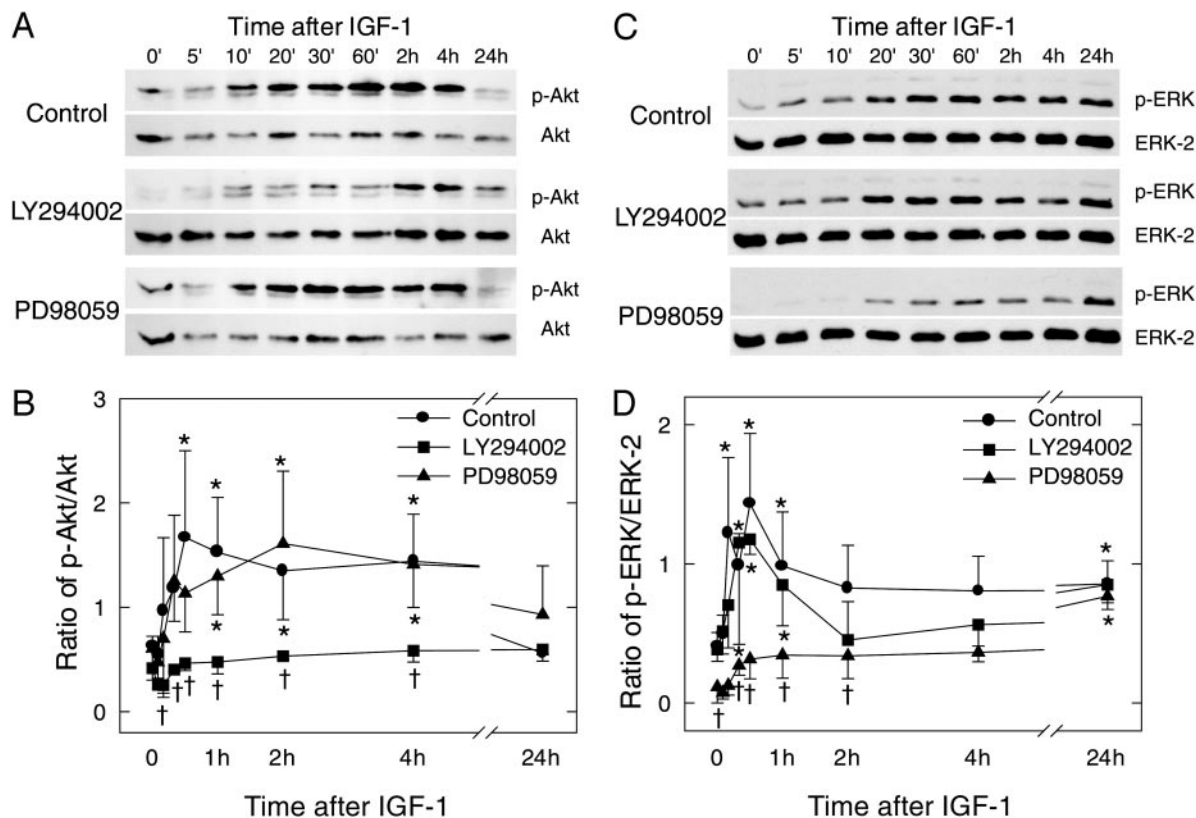 A
Time after IGF-1
0' 5' 10' 20' 30' 60' 2h 4h 24h
Control
p-Akt
Akt
LY294002
p-Akt
Akt
PD98059
p-Akt
Akt
C
Time after IGF-1
0' 5' 10' 20' 30' 60' 2h 4h 24h
Control
p-ERK
ERK-2
LY294002
p-ERK
ERK-2
PD98059
p-ERK
ERK-2
B
Ratio of p-Akt/Akt
3
2
1
0
Control
LY294002
PD98059
* * * *
* * *
† † † † † †
0 1h 2h 4h 24h
Time after IGF-1
D
Ratio of p-ERK/ERK-2
2
1
0
Control
LY294002
PD98059
* * * * * *
* * * *
† † † † †
0 1h 2h 4h 24h
Time after IGF-1